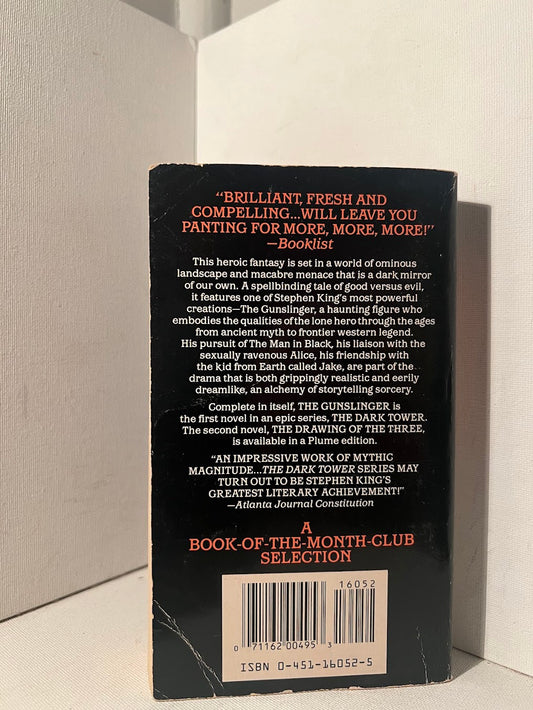 “BRILLIANT, FRESH AND
COMPELLING...WILL LEAVE YOU
PANTING FOR MORE, MORE, MORE!”
—Booklist
This heroic fantasy is set in a world of ominous
landscape and macabre menace that is a dark mirror
of our own. A spellbinding tale of good versus evil,
it features one of Stephen King's most powerful
creations—The Gunslinger, a haunting figure who
embodies the qualities of the lone hero through the ages
from ancient myth to frontier western legend.
His pursuit of The Man in Black, his liaison with the
sexually ravenous Alice, his friendship with
the kid from Earth called Jake, are part of the
drama that is both grippingly realistic and eerily
dreamlike, an alchemy of storytelling sorcery.
Complete in itself, THE GUNSLINGER is
the first novel in an epic series, THE DARK TOWER.
The second novel, THE DRAWING OF THE THREE,
is available in a Plume edition.
“AN IMPRESSIVE WORK OF MYTHIC
MAGNITUDE...THE DARK TOWER SERIES MAY
TURN OUT TO BE STEPHEN KING'S
GREATEST LITERARY ACHIEVEMENT!”
—Atlanta Journal Constitution
A
BOOK-OF-THE-MONTH-CLUB
SELECTION
16052
0 71162 00495 3
ISBN 0-451-16052-5